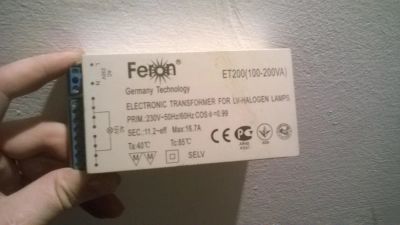 Feron®
ET200(100-200VA)
Germany Technology
ELECTRONIC TRANSFORMER FOR LV-HALOGEN LAMPS
PRIM.:230V~50Hz/60Hz COS ɸ=0.99
SEC.:11.2-eff Max:16.7A
Ta:40℃ Tc:85℃
M M SELV
L
N
CE